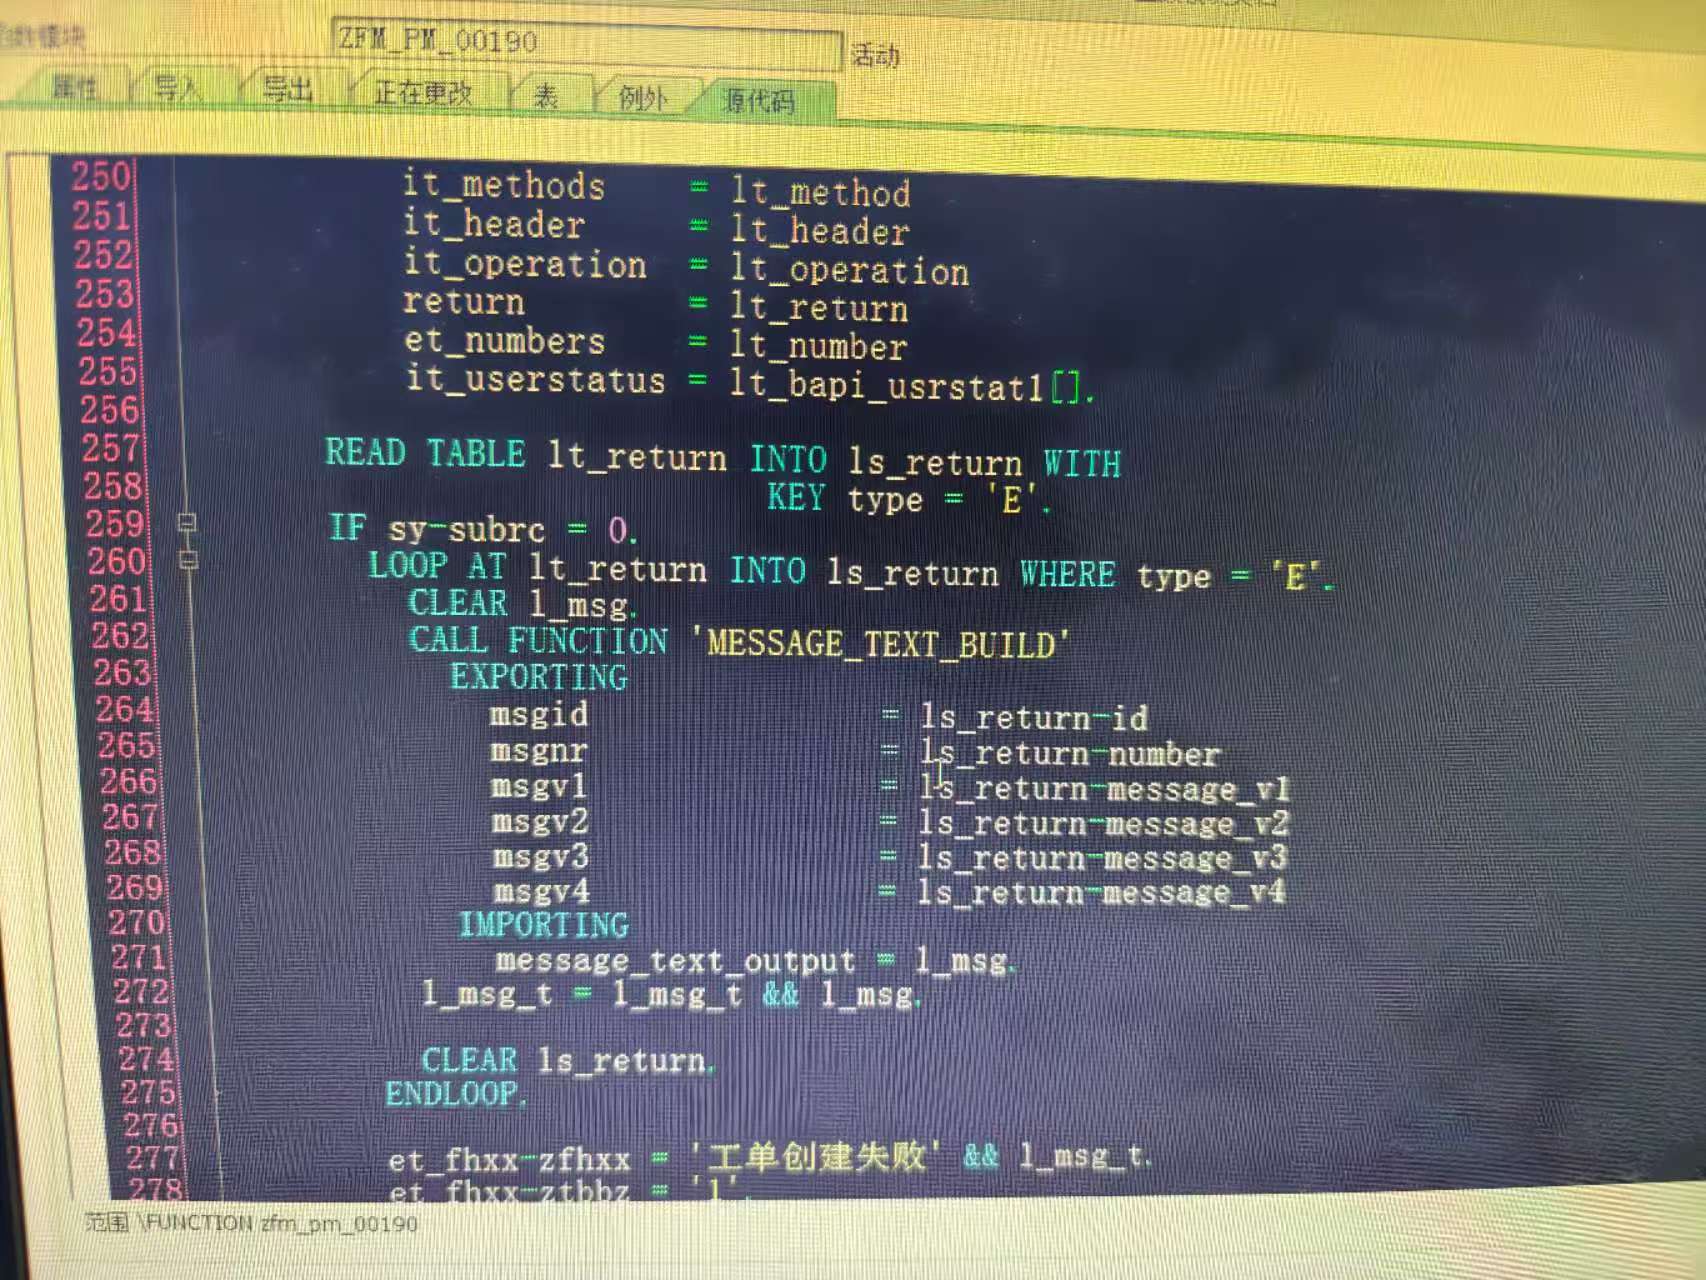 ZFM_PM_00190 活动
属性 导入 导出 正在更改 表 例外 源代码
250 it_methods = lt_method
251 it_header = lt_header
252 it_operation = lt_operation
253 return = lt_return
254 et_numbers = lt_number
255 it_userstatus = lt_bapi_usrstat1[].
256
257 READ TABLE lt_return INTO ls_return WITH
258 KEY type = 'E'.
259 IF sy-subrc = 0.
260 LOOP AT lt_return INTO ls_return WHERE type = 'E'.
261 CLEAR l_msg.
262 CALL FUNCTION 'MESSAGE_TEXT_BUILD'
263 EXPORTING
264 msgid = ls_return-id
265 msgnr = ls_return-number
266 msgv1 = ls_return-message_v1
267 msgv2 = ls_return-message_v2
268 msgv3 = ls_return-message_v3
269 msgv4 = ls_return-message_v4
270 IMPORTING
271 message_text_output = l_msg.
272 l_msg_t = l_msg_t && l_msg.
273
274 CLEAR ls_return.
275 ENDLOOP.
276
277 et_fhxx-zfhxx = '工单创建失败' && l_msg_t.
278 et_fhxx-ztbbz = '1'.
范围 \FUNCTION zfm_pm_00190